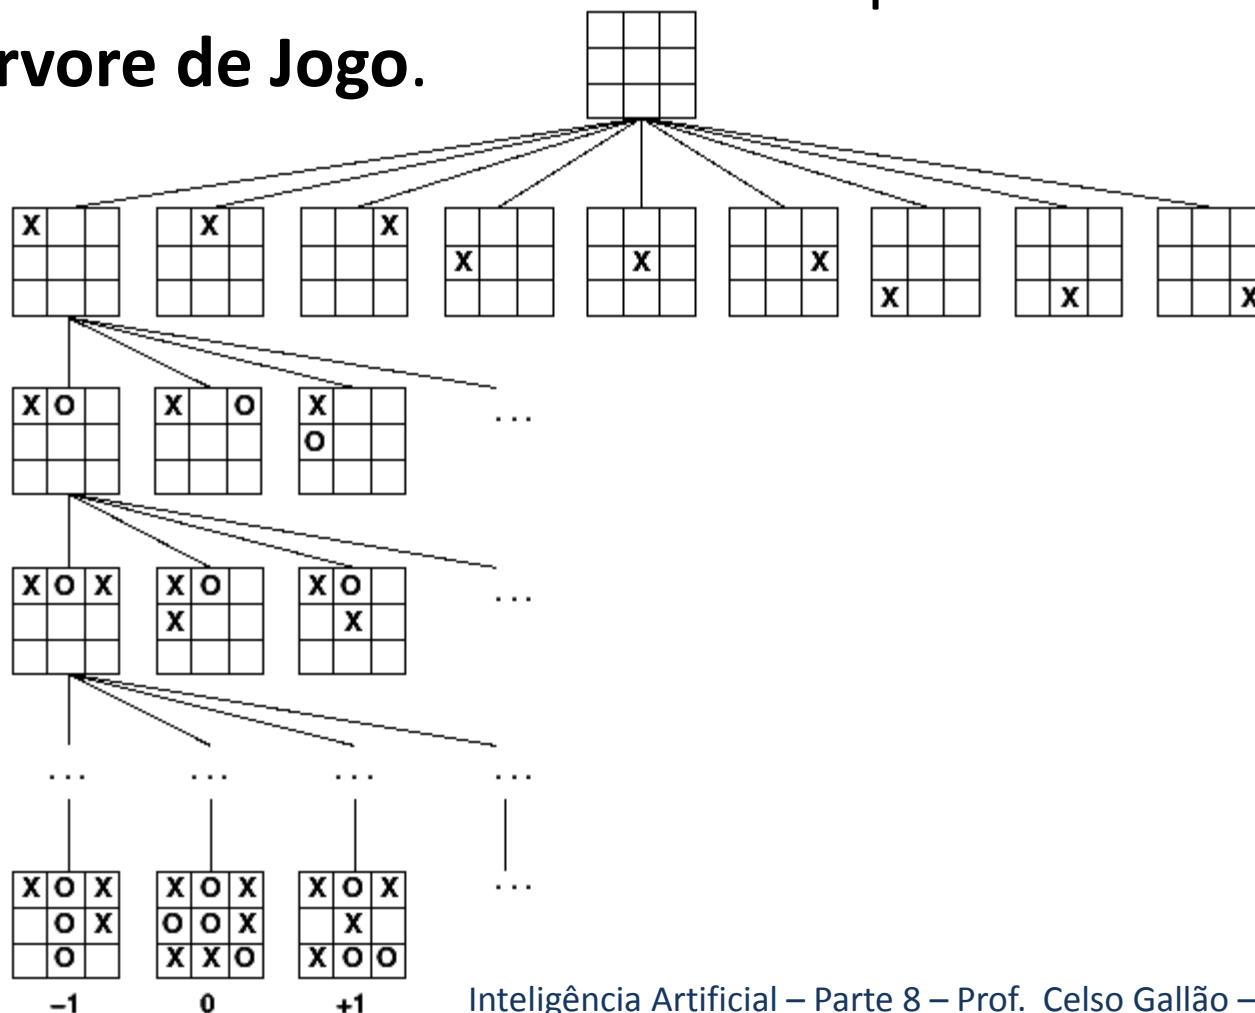 rvore de Jogo.
X X X X X X X X X
X O X O X
O
...
X O X X O X O
X X
...
... ... ... ...
X O X X O X X O X
O X O O X X
O X X O X O O
...
−1 0 +1
Inteligência Artificial – Parte 8 – Prof. Celso Gallão –